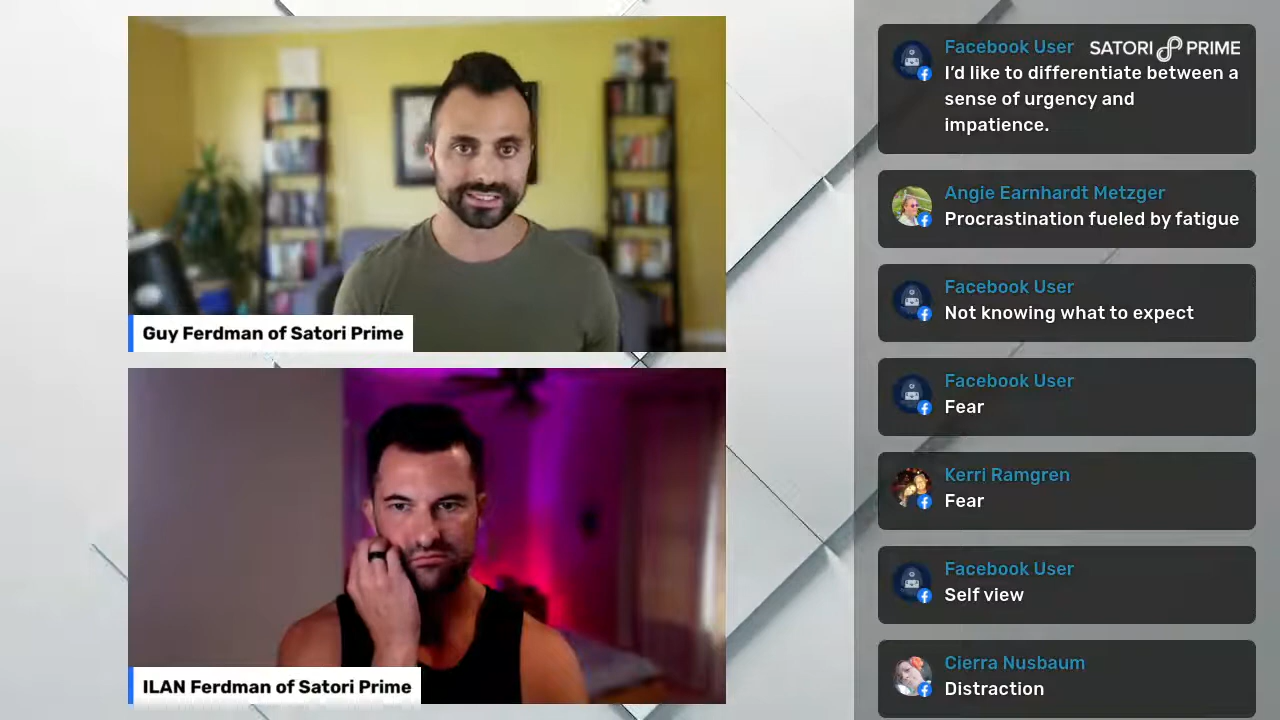 Guy Ferdman of Satori Prime
ILAN Ferdman of Satori Prime
SATORI PRIME
Facebook User
I’d like to differentiate between a
sense of urgency and
impatience.
Angie Earnhardt Metzger
Procrastination fueled by fatigue
Facebook User
Not knowing what to expect
Facebook User
Fear
Kerri Ramgren
Fear
Facebook User
Self view
Cierra Nusbaum
Distraction